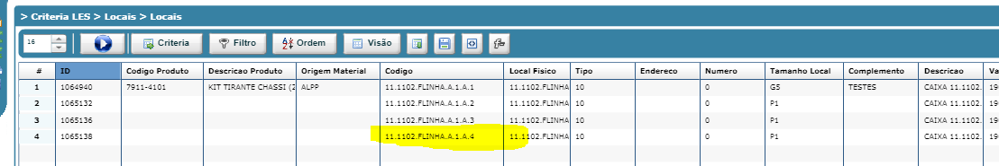 > Criteria LES > Locais > Locais
16 Criteria Filtro Ordem Visão
# ID Codigo Produto Descricao Produto Origem Material Codigo Local Fisico Tipo Endereco Numero Tamanho Local Complemento Descricao Va
1 1064940 7911-4101 KIT TIRANTE CHASSI (2 ALPP 11.1102.FLINHA.A.1.A.1 11.1102.FLINHA 10 0 G5 TESTES CAIXA 11.1102. 19
2 1065132 11.1102.FLINHA.A.1.A.2 11.1102.FLINHA 10 0 P1 CAIXA 11.1102. 19
3 1065136 11.1102.FLINHA.A.1.A.3 11.1102.FLINHA 10 0 P1 CAIXA 11.1102. 19
4 1065138 11.1102.FLINHA.A.1.A.4 11.1102.FLINHA 10 0 P1 CAIXA 11.1102. 19